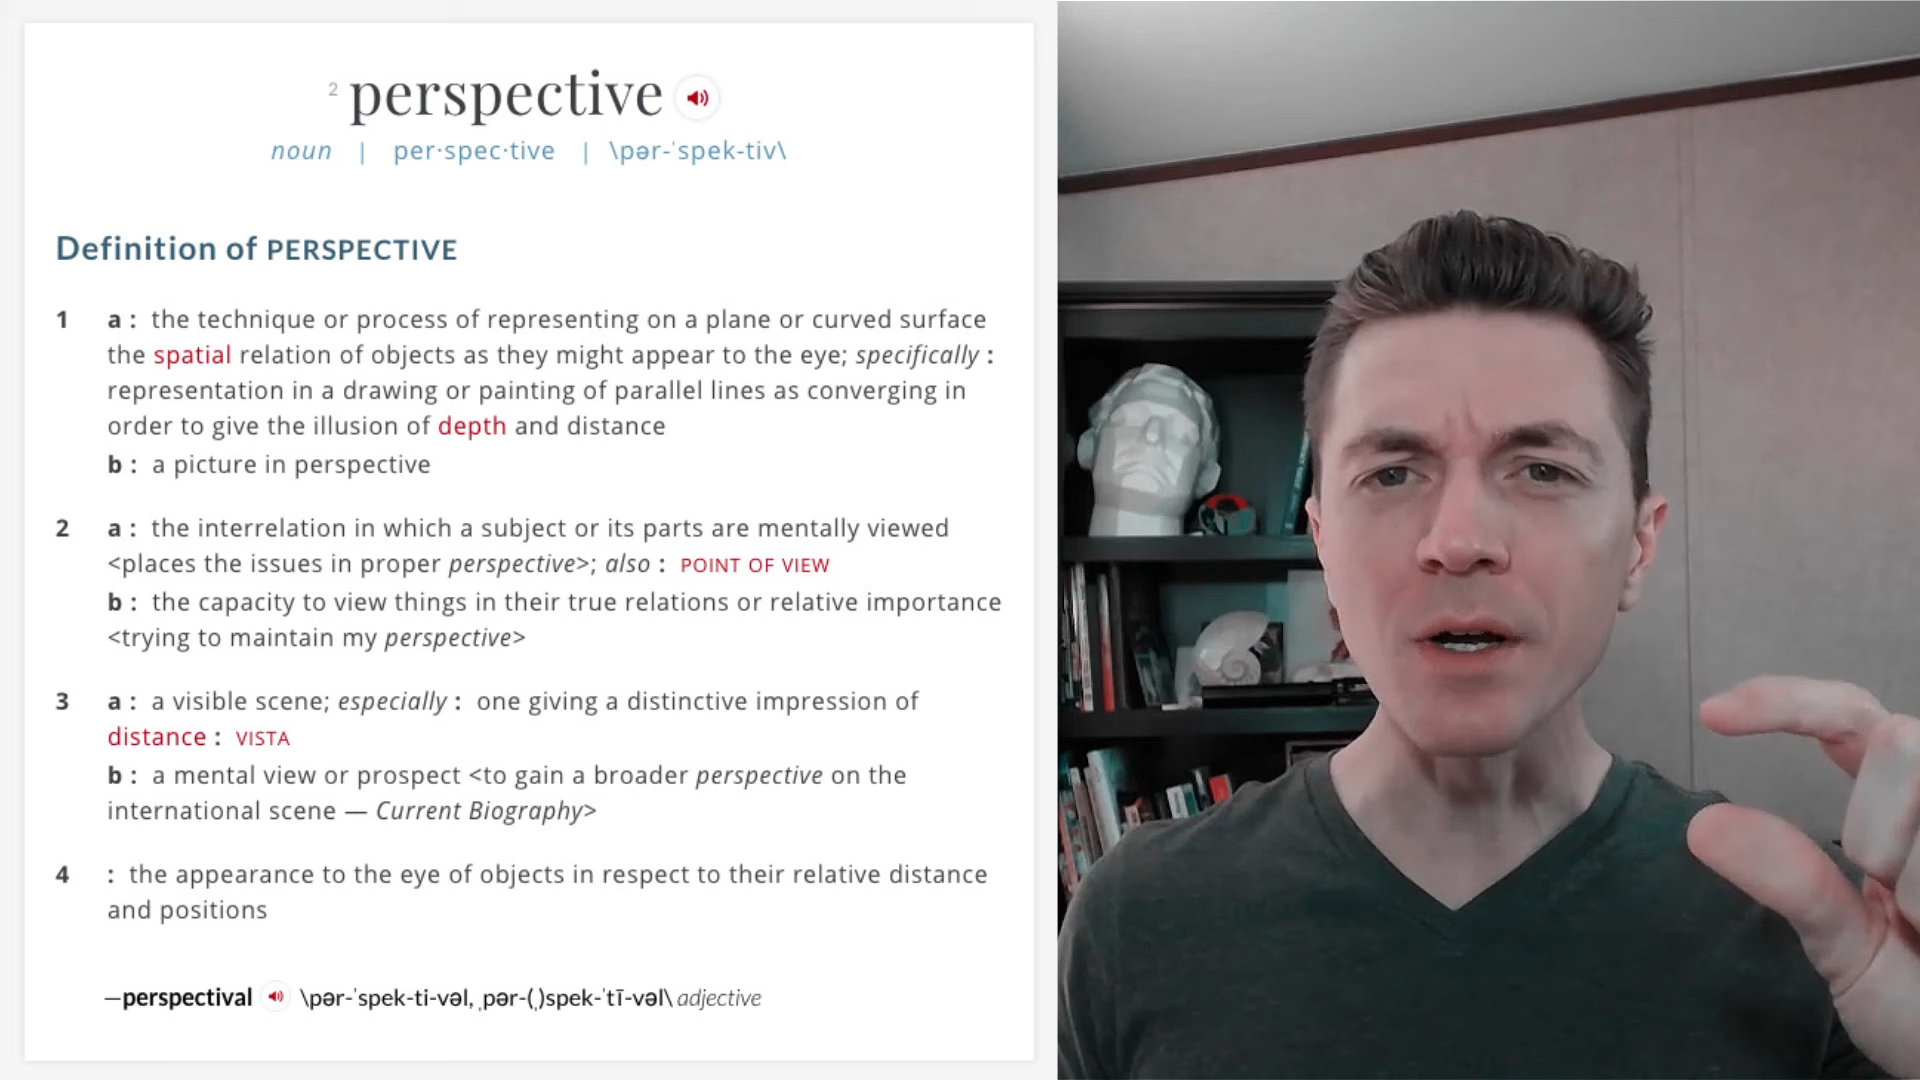 2 perspective
noun | per·spec·tive | \pər-ˈspek-tiv\
Definition of PERSPECTIVE
1 a : the technique or process of representing on a plane or curved surface
the spatial relation of objects as they might appear to the eye; specifically :
representation in a drawing or painting of parallel lines as converging in
order to give the illusion of depth and distance
b : a picture in perspective
2 a : the interrelation in which a subject or its parts are mentally viewed
<places the issues in proper perspective>; also : POINT OF VIEW
b : the capacity to view things in their true relations or relative importance
<trying to maintain my perspective>
3 a : a visible scene; especially : one giving a distinctive impression of
distance : VISTA
b : a mental view or prospect <to gain a broader perspective on the
international scene — Current Biography>
4 : the appearance to the eye of objects in respect to their relative distance
and positions
—perspectival \pər-ˈspek-ti-vəl, ˌpər-(ˌ)spek-ˈtī-vəl\ adjective